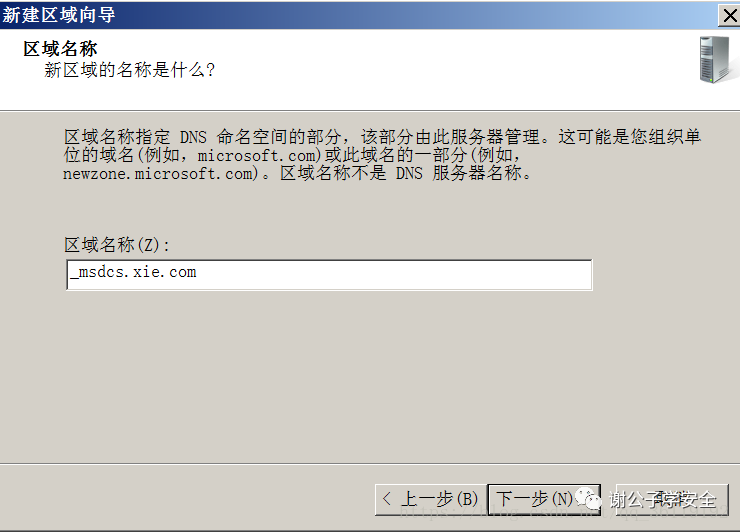 新建区域向导
区域名称
新区域的名称是什么?
区域名称指定 DNS 命名空间的部分，该部分由此服务器管理。这可能是您组织单
位的域名(例如，microsoft.com)或此域名的一部分(例如，
newzone.microsoft.com)。区域名称不是 DNS 服务器名称。
区域名称(Z):
_msdcs.xie.com
< 上一步(B)
下一步(N)
谢公子学安全